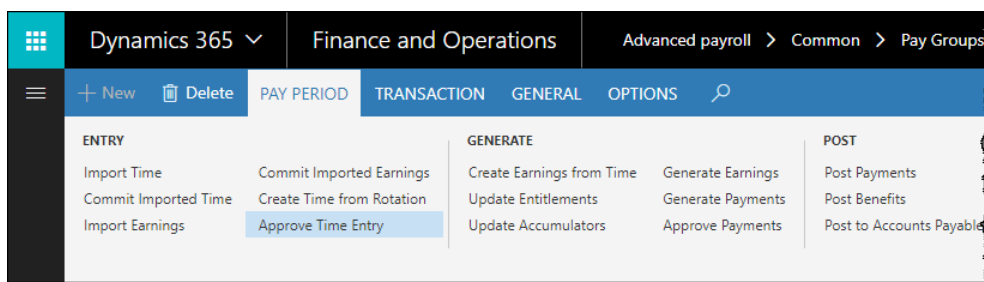 Dynamics 365 Finance and Operations Advanced payroll > Common > Pay Groups
+ New Delete PAY PERIOD TRANSACTION GENERAL OPTIONS
ENTRY GENERATE POST
Import Time Commit Imported Earnings Create Earnings from Time Generate Earnings Post Payments
Commit Imported Time Create Time from Rotation Update Entitlements Generate Payments Post Benefits
Import Earnings Approve Time Entry Update Accumulators Approve Payments Post to Accounts Payable